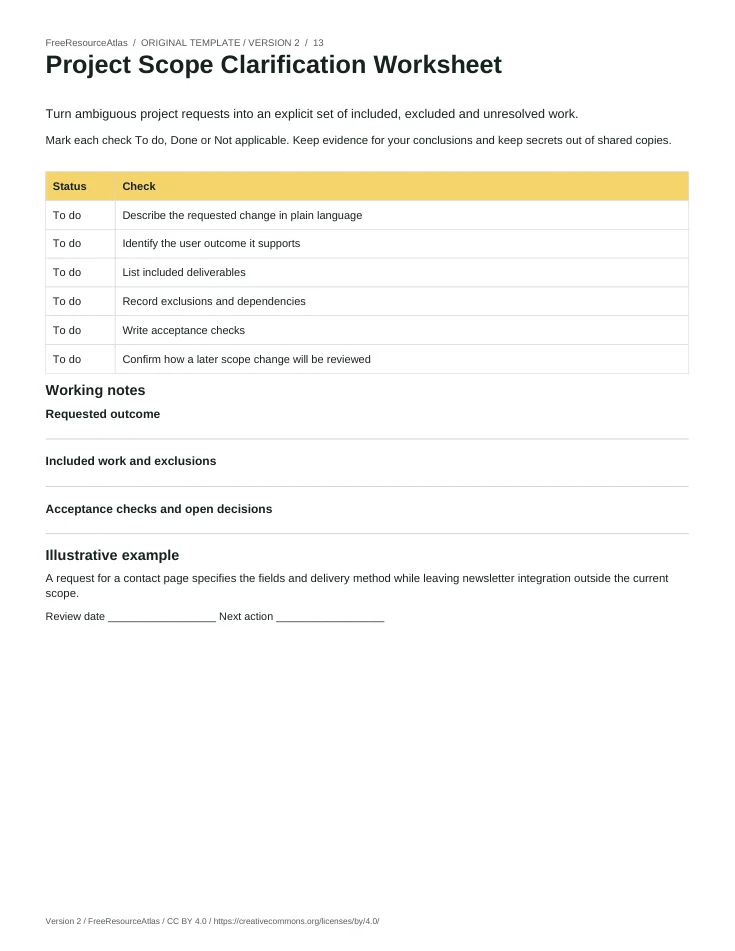 FreeResourceAtlas / ORIGINAL TEMPLATE / VERSION 2 / 13
Project Scope Clarification Worksheet
Turn ambiguous project requests into an explicit set of included, excluded and unresolved work.
Mark each check To do, Done or Not applicable. Keep evidence for your conclusions and keep secrets out of shared copies.
Status Check
To do Describe the requested change in plain language
To do Identify the user outcome it supports
To do List included deliverables
To do Record exclusions and dependencies
To do Write acceptance checks
To do Confirm how a later scope change will be reviewed
Working notes
Requested outcome
Included work and exclusions
Acceptance checks and open decisions
Illustrative example
A request for a contact page specifies the fields and delivery method while leaving newsletter integration outside the current
scope.
Review date __________________ Next action __________________
Version 2 / FreeResourceAtlas / CC BY 4.0 / https://creativecommons.org/licenses/by/4.0/